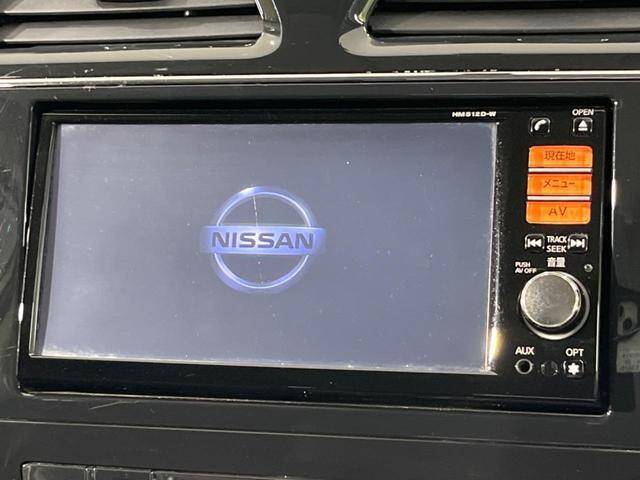 HM512D-W
OPEN
現在地
メニュー
AV
TRACK
SEEK
音量
PUSH
AV OFF
AUX
OPT
NISSAN